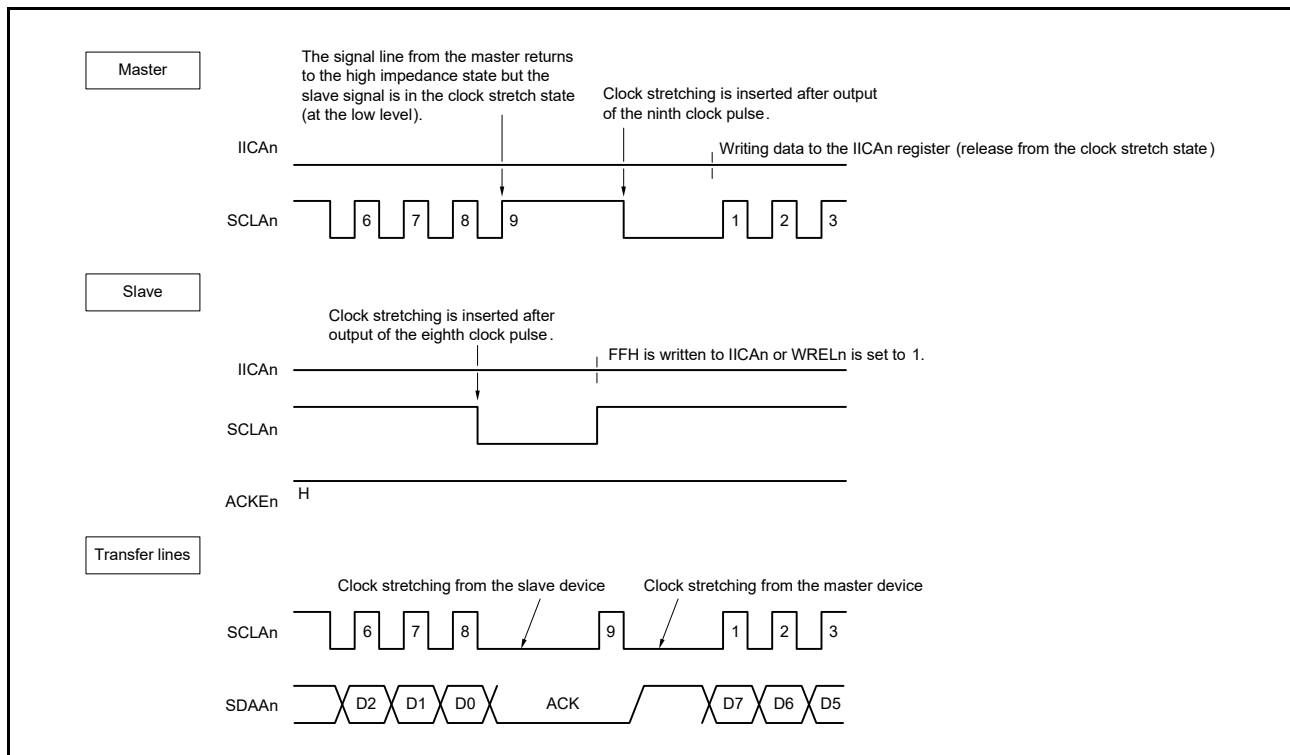 Master
The signal line from the master returns
to the high impedance state but the
slave signal is in the clock stretch state
(at the low level).
Clock stretching is inserted after output
of the ninth clock pulse.
IICAn
Writing data to the IICAn register (release from the clock stretch state)
SCLAn
6 7 8 9 1 2 3
Slave
Clock stretching is inserted after
output of the eighth clock pulse.
FFH is written to IICAn or WRELn is set to 1.
IICAn
SCLAn
ACKEn
H
Transfer lines
Clock stretching from the slave device
Clock stretching from the master device
SCLAn
6 7 8 9 1 2 3
SDAAn
D2 D1 D0 ACK D7 D6 D5